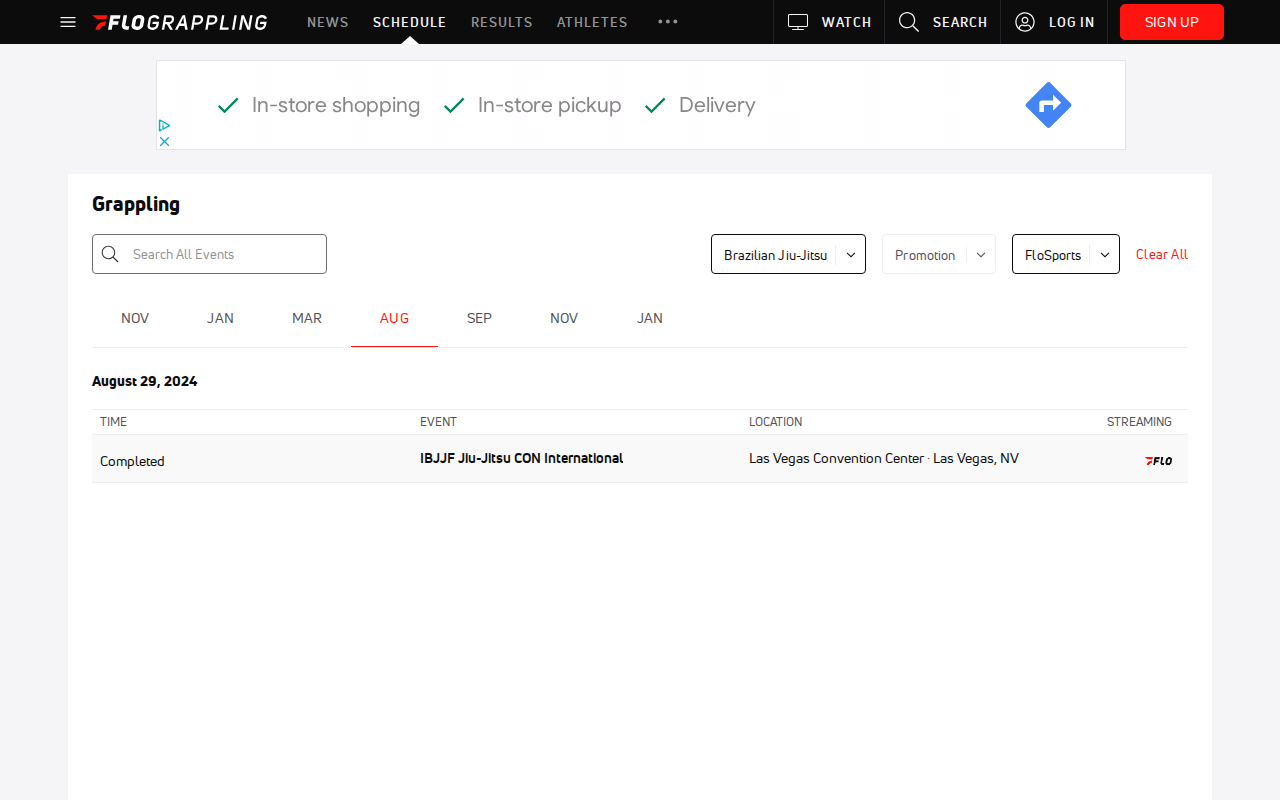 FLOGRAPPLING NEWS SCHEDULE RESULTS ATHLETES WATCH SEARCH LOG IN SIGN UP
In-store shopping In-store pickup Delivery
Grappling
Search All Events Brazilian Jiu-Jitsu Promotion FloSports Clear All
NOV JAN MAR AUG SEP NOV JAN
August 29, 2024
TIME EVENT LOCATION STREAMING
Completed IBJJF Jiu-Jitsu CON International Las Vegas Convention Center · Las Vegas, NV FLO